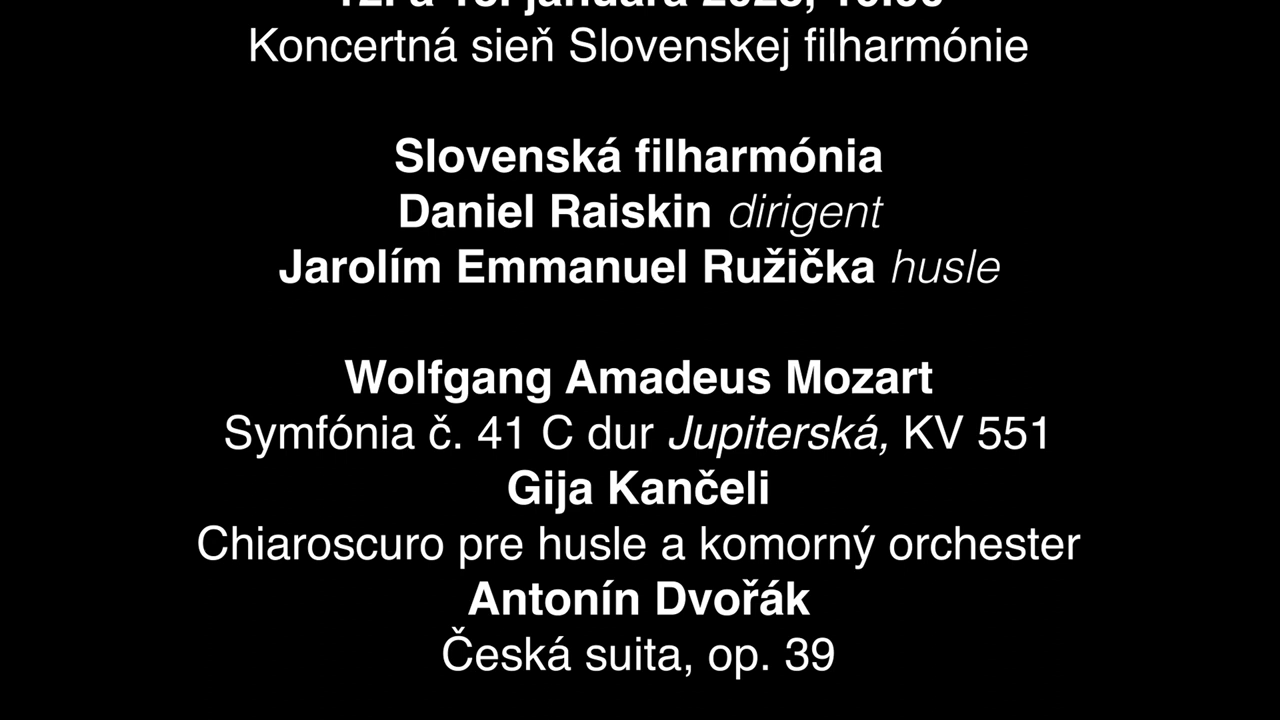 januára
Koncertná sieň Slovenskej filharmónie
Slovenská filharmónia
Daniel Raiskin dirigent
Jarolím Emmanuel Ružička husle
Wolfgang Amadeus Mozart
Symfónia č. 41 C dur Jupiterská, KV 551
Gija Kančeli
Chiaroscuro pre husle a komorný orchester
Antonín Dvořák
Česká suita, op. 39